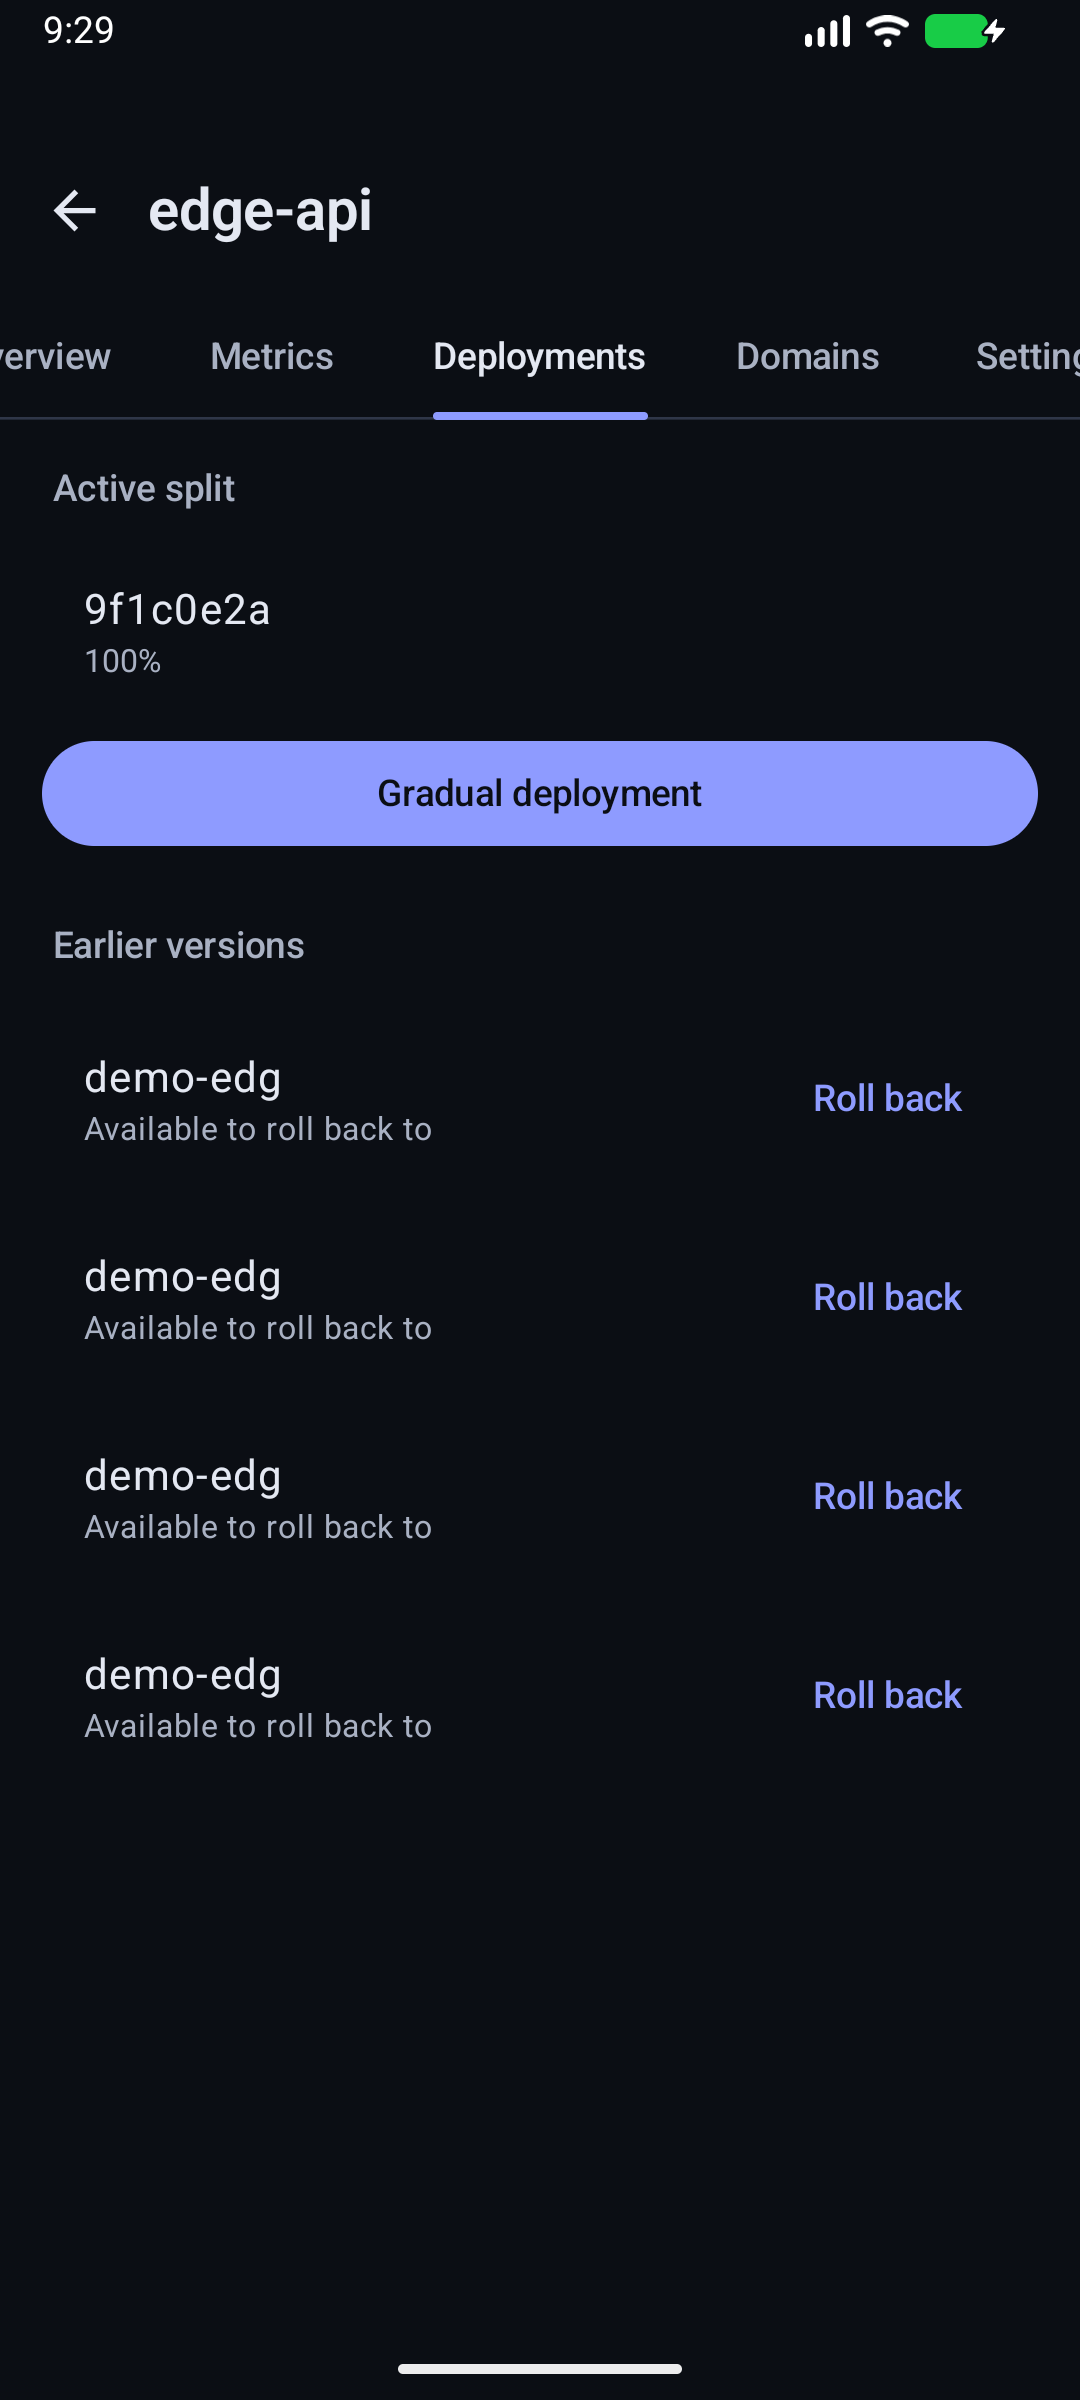 9:29
edge-api
verview Metrics Deployments Domains Setting
Active split
9f1c0e2a
100%
Gradual deployment
Earlier versions
demo-edg
Available to roll back to
Roll back
demo-edg
Available to roll back to
Roll back
demo-edg
Available to roll back to
Roll back
demo-edg
Available to roll back to
Roll back